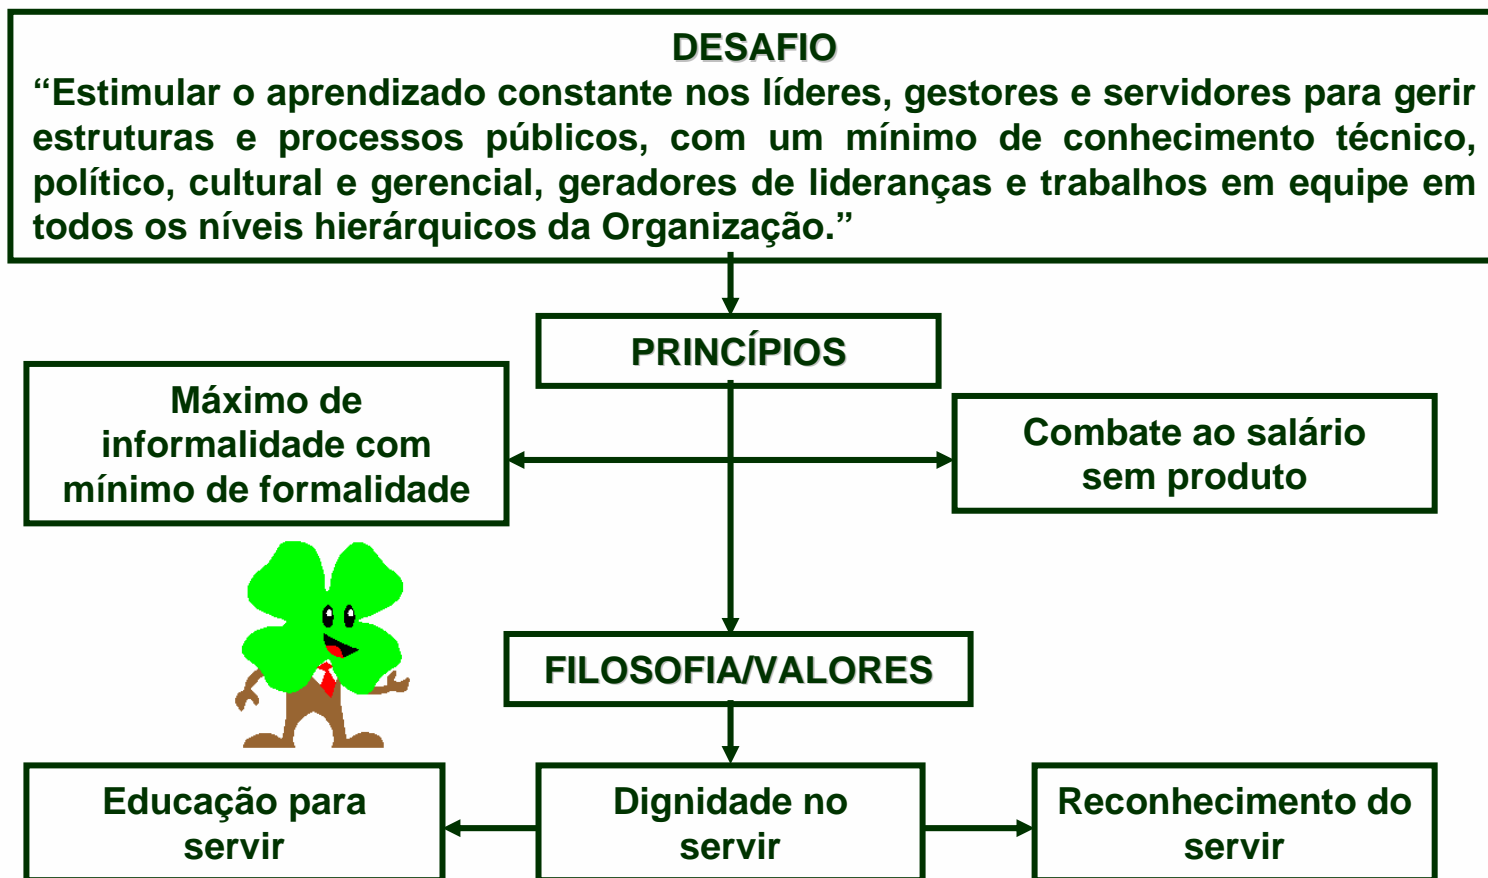 DESAFIO
“Estimular o aprendizado constante nos líderes, gestores e servidores para gerir
estruturas e processos públicos, com um mínimo de conhecimento técnico,
político, cultural e gerencial, geradores de lideranças e trabalhos em equipe em
todos os níveis hierárquicos da Organização.”
PRINCÍPIOS
Máximo de
informalidade com
mínimo de formalidade
Combate ao salário
sem produto
FILOSOFIA/VALORES
Educação para
servir
Dignidade no
servir
Reconhecimento do
servir